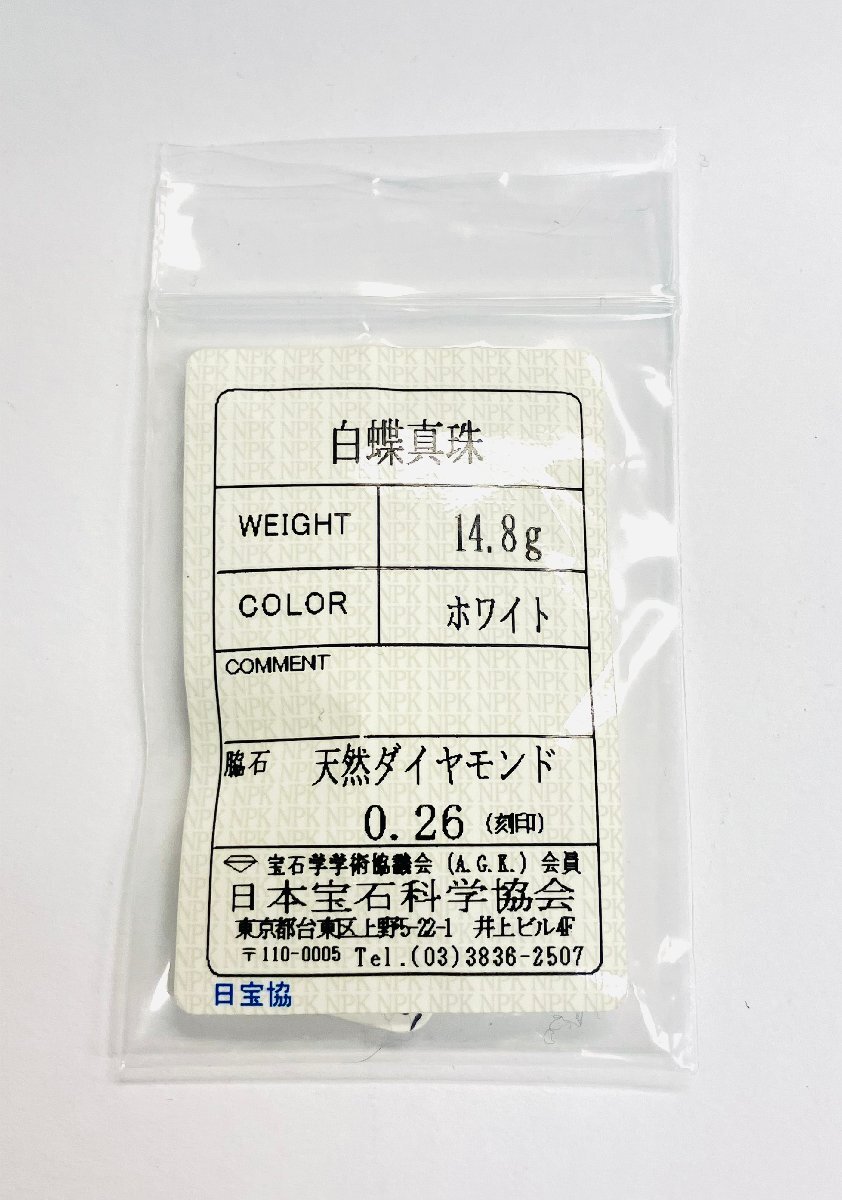 白蝶真珠
WEIGHT 14.8g
COLOR ホワイト
COMMENT
脇石 天然ダイヤモンド
0.26 (刻印)
宝石学学術協議会 (A.G.K.) 会員
日本宝石科学協会
東京都台東区上野5-22-1 井上ビル4F
〒110-0005 Tel.(03)3836-2507
日宝協